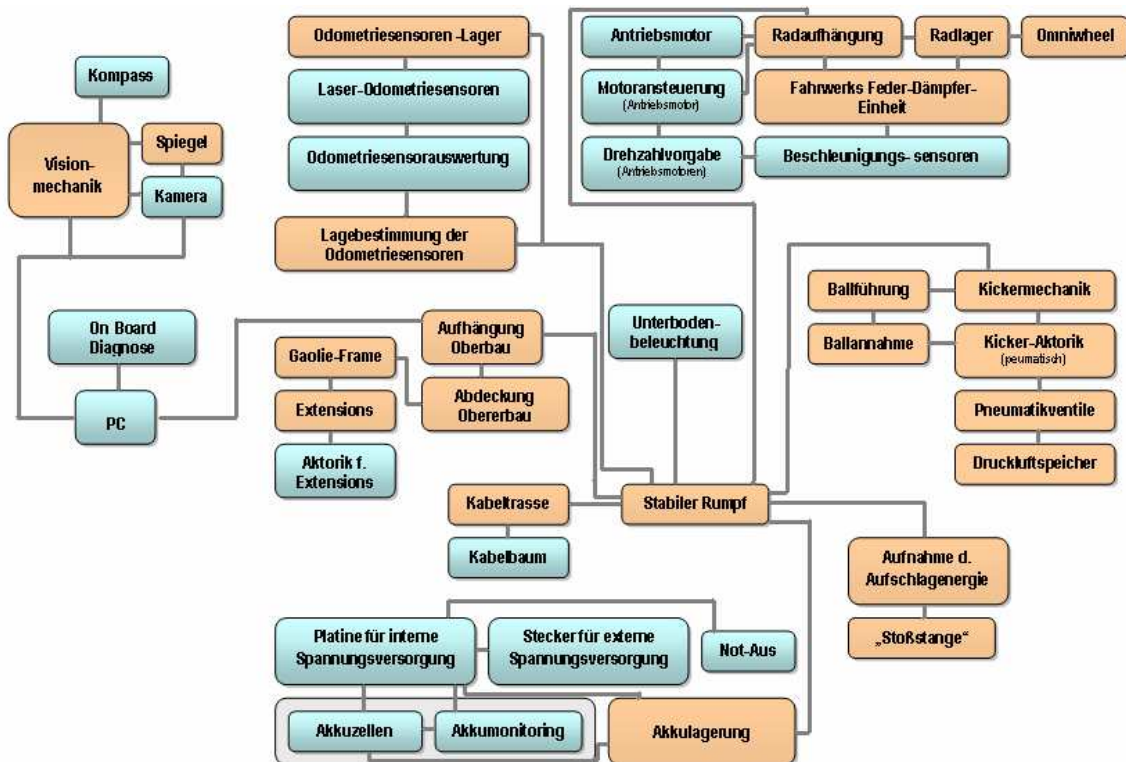 Odometriesensoren -Lager
Antriebsmotor
Radaufhängung
Radlager
Omniwheel
Kompass
Laser-Odometriesensoren
Motoransteuerung
(Antriebsmotor)
Fahrwerks Feder-Dämpfer-
Einheit
Vision-
mechanik
Spiegel
Kamera
Odometriesensorauswertung
Drehzahlvorgabe
(Antriebsmotoren)
Beschleunigungs- sensoren
Lagebestimmung der
Odometriesensoren
Ballführung
Kickermechanik
On Board
Diagnose
Aufhängung
Oberbau
Unterboden-
beleuchtung
Ballannahme
Kicker-Aktorik
(peumatisch)
Gaolie-Frame
PC
Extensions
Abdeckung
Obererbau
Pneumatikventile
Aktorik f.
Extensions
Druckluftspeicher
Kabeltrasse
Stabiler Rumpf
Kabelbaum
Aufnahme d.
Aufschlagenergie
„Stoßstange“
Platine für interne
Spannungsversorgung
Stecker für externe
Spannungsversorgung
Not-Aus
Akkuzellen
Akkumonitoring
Akkulagerung